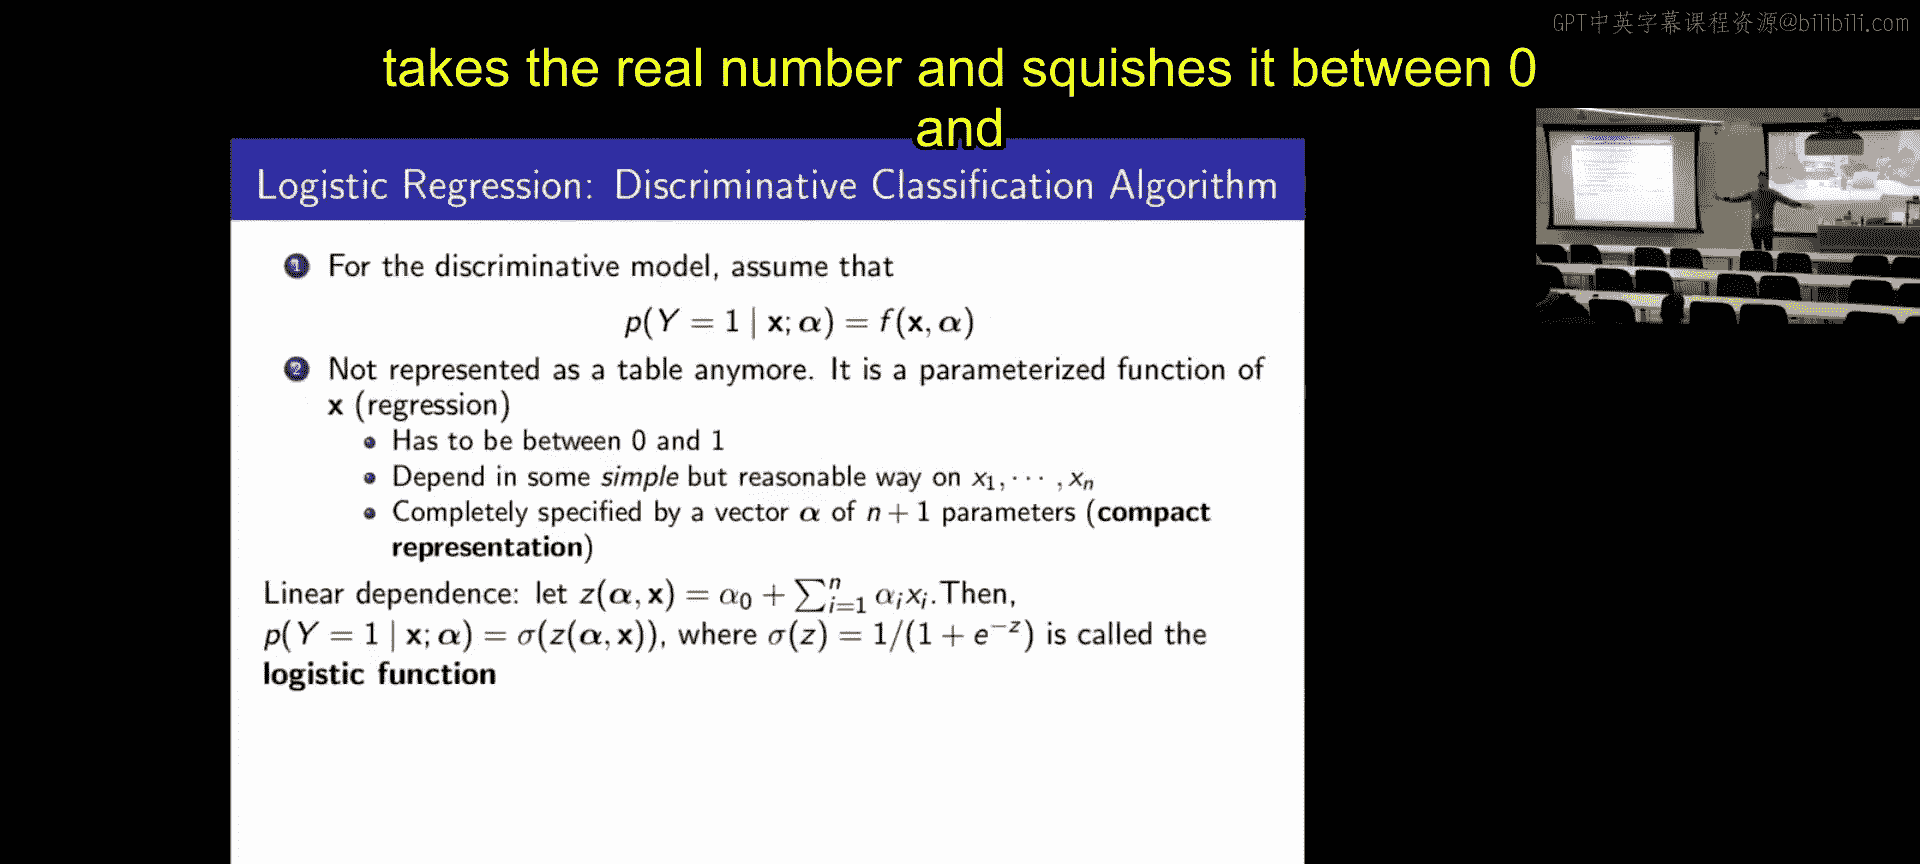 GPT中英字幕课程资源@bilibili.com
takes the real number and squishes it between 0
and
Logistic Regression: Discriminative Classification Algorithm
1 For the discriminative model, assume that
p(Y = 1 | x; α) = f(x, α)
2 Not represented as a table anymore. It is a parameterized function of
x (regression)
• Has to be between 0 and 1
• Depend in some simple but reasonable way on x₁, ⋯ , xₙ
• Completely specified by a vector α of n + 1 parameters (compact
representation)
Linear dependence: let z(α, x) = α₀ + ∑ⁿᵢ₌₁ αᵢxᵢ.Then,
p(Y = 1 | x; α) = σ(z(α, x)), where σ(z) = 1/(1 + e⁻ᶻ) is called the
logistic function